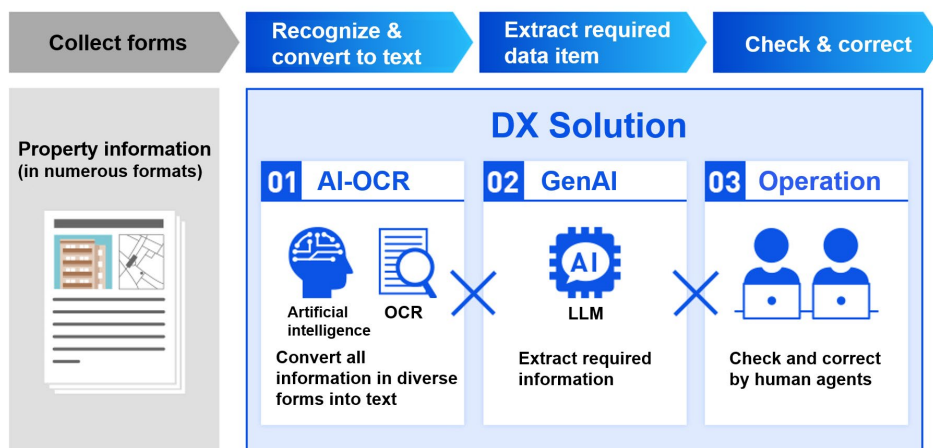 Collect forms
Recognize &
convert to text
Extract required
data item
Check & correct
Property information
(in numerous formats)
DX Solution
01 AI-OCR
Artificial
intelligence
OCR
Convert all
information in diverse
forms into text
02 GenAI
AI
LLM
Extract required
information
03 Operation
Check and correct
by human agents